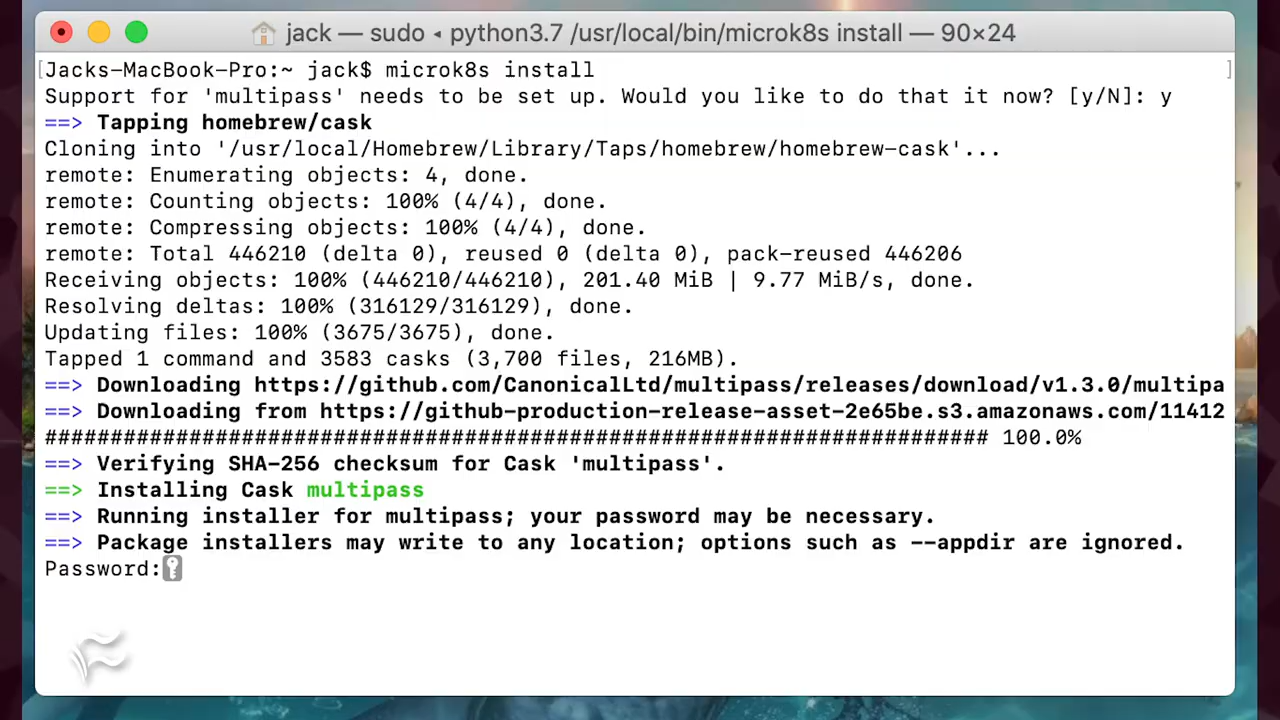 jack — sudo ◂ python3.7 /usr/local/bin/microk8s install — 90×24
[Jacks-MacBook-Pro:~ jack$ microk8s install ]
Support for 'multipass' needs to be set up. Would you like to do that it now? [y/N]: y
==> Tapping homebrew/cask
Cloning into '/usr/local/Homebrew/Library/Taps/homebrew/homebrew-cask'...
remote: Enumerating objects: 4, done.
remote: Counting objects: 100% (4/4), done.
remote: Compressing objects: 100% (4/4), done.
remote: Total 446210 (delta 0), reused 0 (delta 0), pack-reused 446206
Receiving objects: 100% (446210/446210), 201.40 MiB | 9.77 MiB/s, done.
Resolving deltas: 100% (316129/316129), done.
Updating files: 100% (3675/3675), done.
Tapped 1 command and 3583 casks (3,700 files, 216MB).
==> Downloading https://github.com/CanonicalLtd/multipass/releases/download/v1.3.0/multipa
==> Downloading from https://github-production-release-asset-2e65be.s3.amazonaws.com/11412
######################################################################## 100.0%
==> Verifying SHA-256 checksum for Cask 'multipass'.
==> Installing Cask multipass
==> Running installer for multipass; your password may be necessary.
==> Package installers may write to any location; options such as --appdir are ignored.
Password: